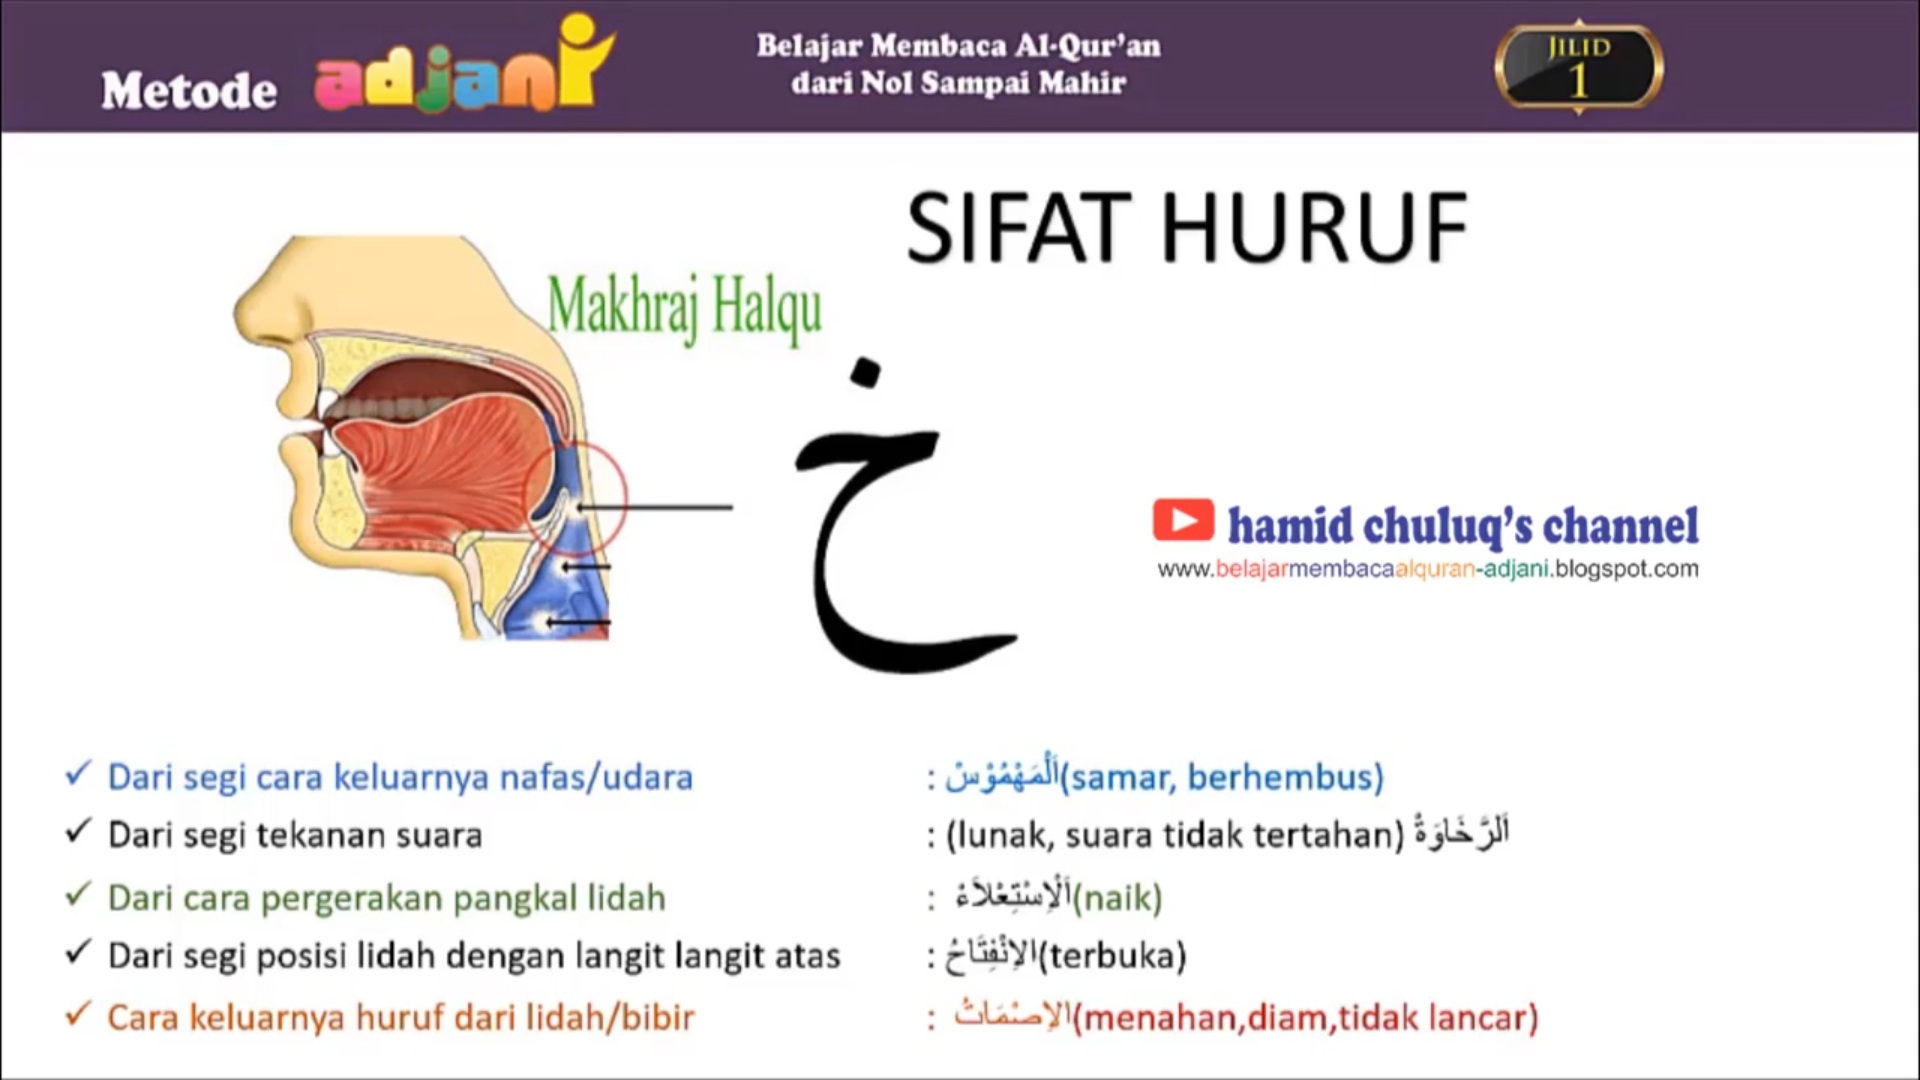 Metode adjani
Belajar Membaca Al-Qur'an
dari Nol Sampai Mahir
JILID
1
SIFAT HURUF
Makhraj Halqu
خ
hamid chuluq's channel
www.belajarmembacaalquran-adjani.blogspot.com
✓ Dari segi cara keluarnya nafas/udara : اَلْمَهْمُوْسْ(samar, berhembus)
✓ Dari segi tekanan suara : (lunak, suara tidak tertahan) اَلرَّخَاوَةُ
✓ Dari cara pergerakan pangkal lidah : اَلْاِسْتِعْلاَءْ(naik)
✓ Dari segi posisi lidah dengan langit langit atas : الاِنْفِتَاحُ(terbuka)
✓ Cara keluarnya huruf dari lidah/bibir : الاِصْمَاتُ(menahan,diam,tidak lancar)